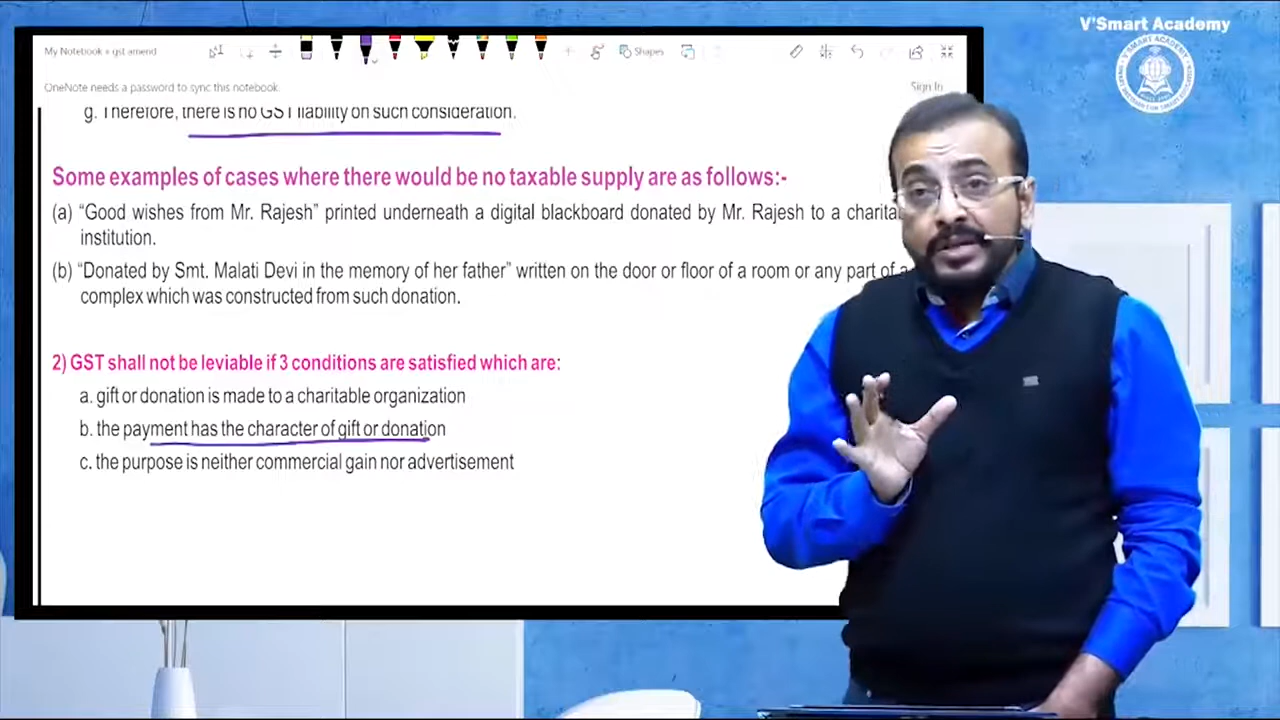 V'Smart Academy
My Notebook » gst amend
Shapes
OneNote needs a password to sync this notebook.
Sign In
g. Therefore, there is no GST liability on such consideration.
Some examples of cases where there would be no taxable supply are as follows:-
(a) “Good wishes from Mr. Rajesh” printed underneath a digital blackboard donated by Mr. Rajesh to a
institution.
(b) “Donated by Smt. Malati Devi in the memory of her father” written on the door or floor of a room or any part of
complex which was constructed from such donation.
2) GST shall not be leviable if 3 conditions are satisfied which are:
a. gift or donation is made to a charitable organization
b. the payment has the character of gift or donation
c. the purpose is neither commercial gain nor advertisement